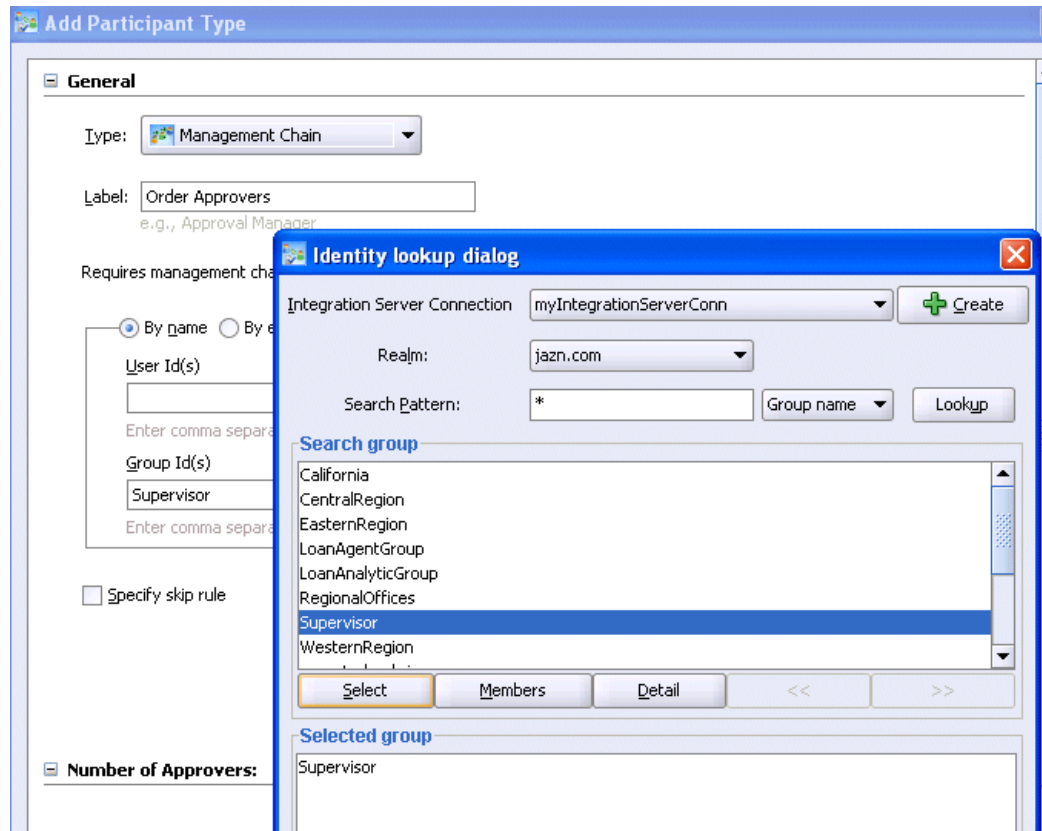 Add Participant Type
General
Type: Management Chain
Label: Order Approvers
e.g., Approval Manager
Requires management cha
By name By e
User Id(s)
Enter comma separa
Group Id(s)
Supervisor
Enter comma separa
Specify skip rule
Number of Approvers:
Identity lookup dialog
Integration Server Connection myIntegrationServerConn Create
Realm: jazn.com
Search Pattern: * Group name Lookup
Search group
California
CentralRegion
EasternRegion
LoanAgentGroup
LoanAnalyticGroup
RegionalOffices
Supervisor
WesternRegion
Select Members Detail << >>
Selected group
Supervisor